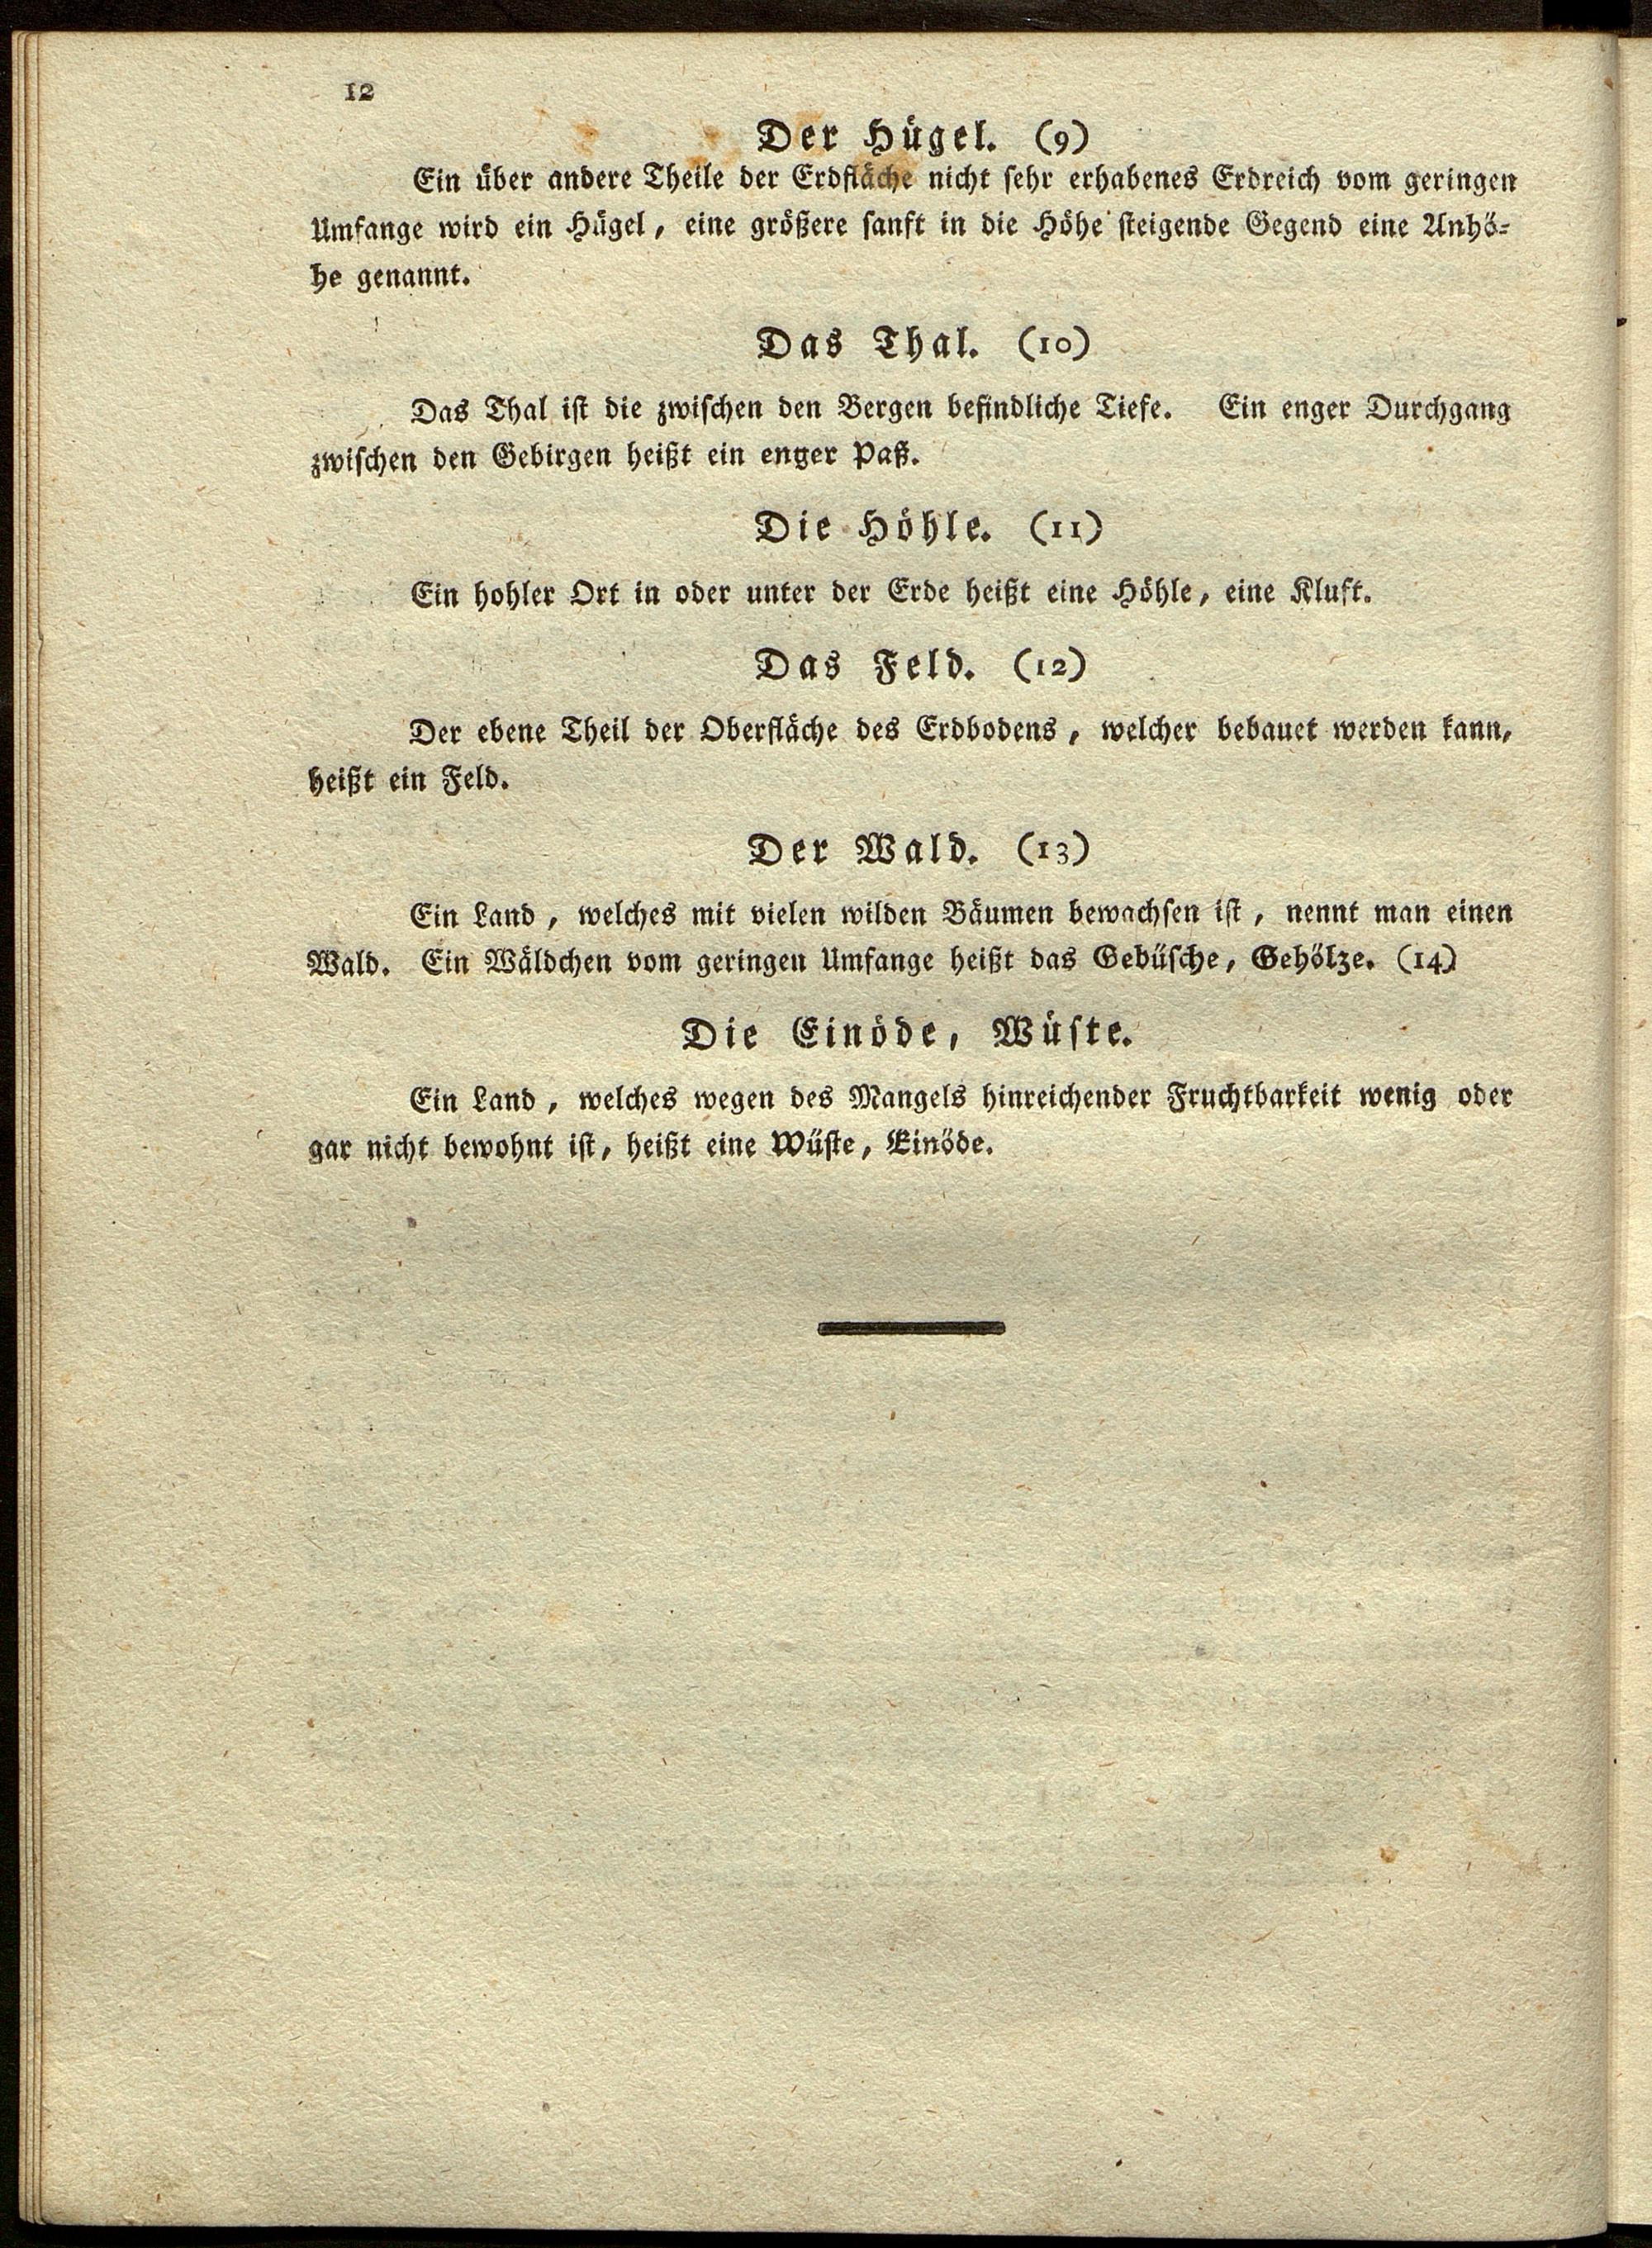 12
Der Hügel. (9)
Ein über andere Theile der Erdfläche nicht sehr erhabenes Erdreich vom geringen
Umfange wird ein Hügel, eine größere sanft in die Höhe steigende Gegend eine Anhö-
he genannt.
Das Thal. (10)
Das Thal ist die zwischen den Bergen befindliche Tiefe. Ein enger Durchgang
zwischen den Gebirgen heißt ein enger Paß.
Die Höhle. (11)
Ein hohler Ort in oder unter der Erde heißt eine Höhle, eine Kluft.
Das Feld. (12)
Der ebene Theil der Oberfläche des Erdbodens, welcher bebauet werden kann,
heißt ein Feld.
Der Wald. (13)
Ein Land, welches mit vielen wilden Bäumen bewachsen ist, nennt man einen
Wald. Ein Wäldchen vom geringen Umfange heißt das Gebüsche, Gehölze. (14)
Die Einöde, Wüste.
Ein Land, welches wegen des Mangels hinreichender Fruchtbarkeit wenig oder
gar nicht bewohnt ist, heißt eine Wüste, Einöde.